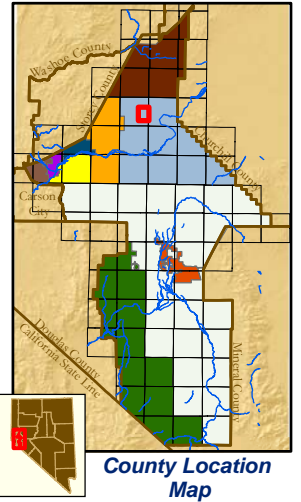 Washoe County
Storey County
Churchill County
Carson
City
Douglas County
California State Line
Mineral County
County Location
Map